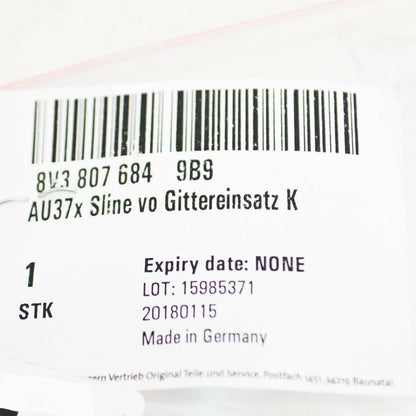 8V3 807 684 9B9
AU37x Sline vo Gittereinsatz K
1
STK
Expiry date: NONE
LOT: 15985371
20180115
Made in Germany
Vertrieb Original Teile und Service, Postfach 1451, 34219 Baunatal